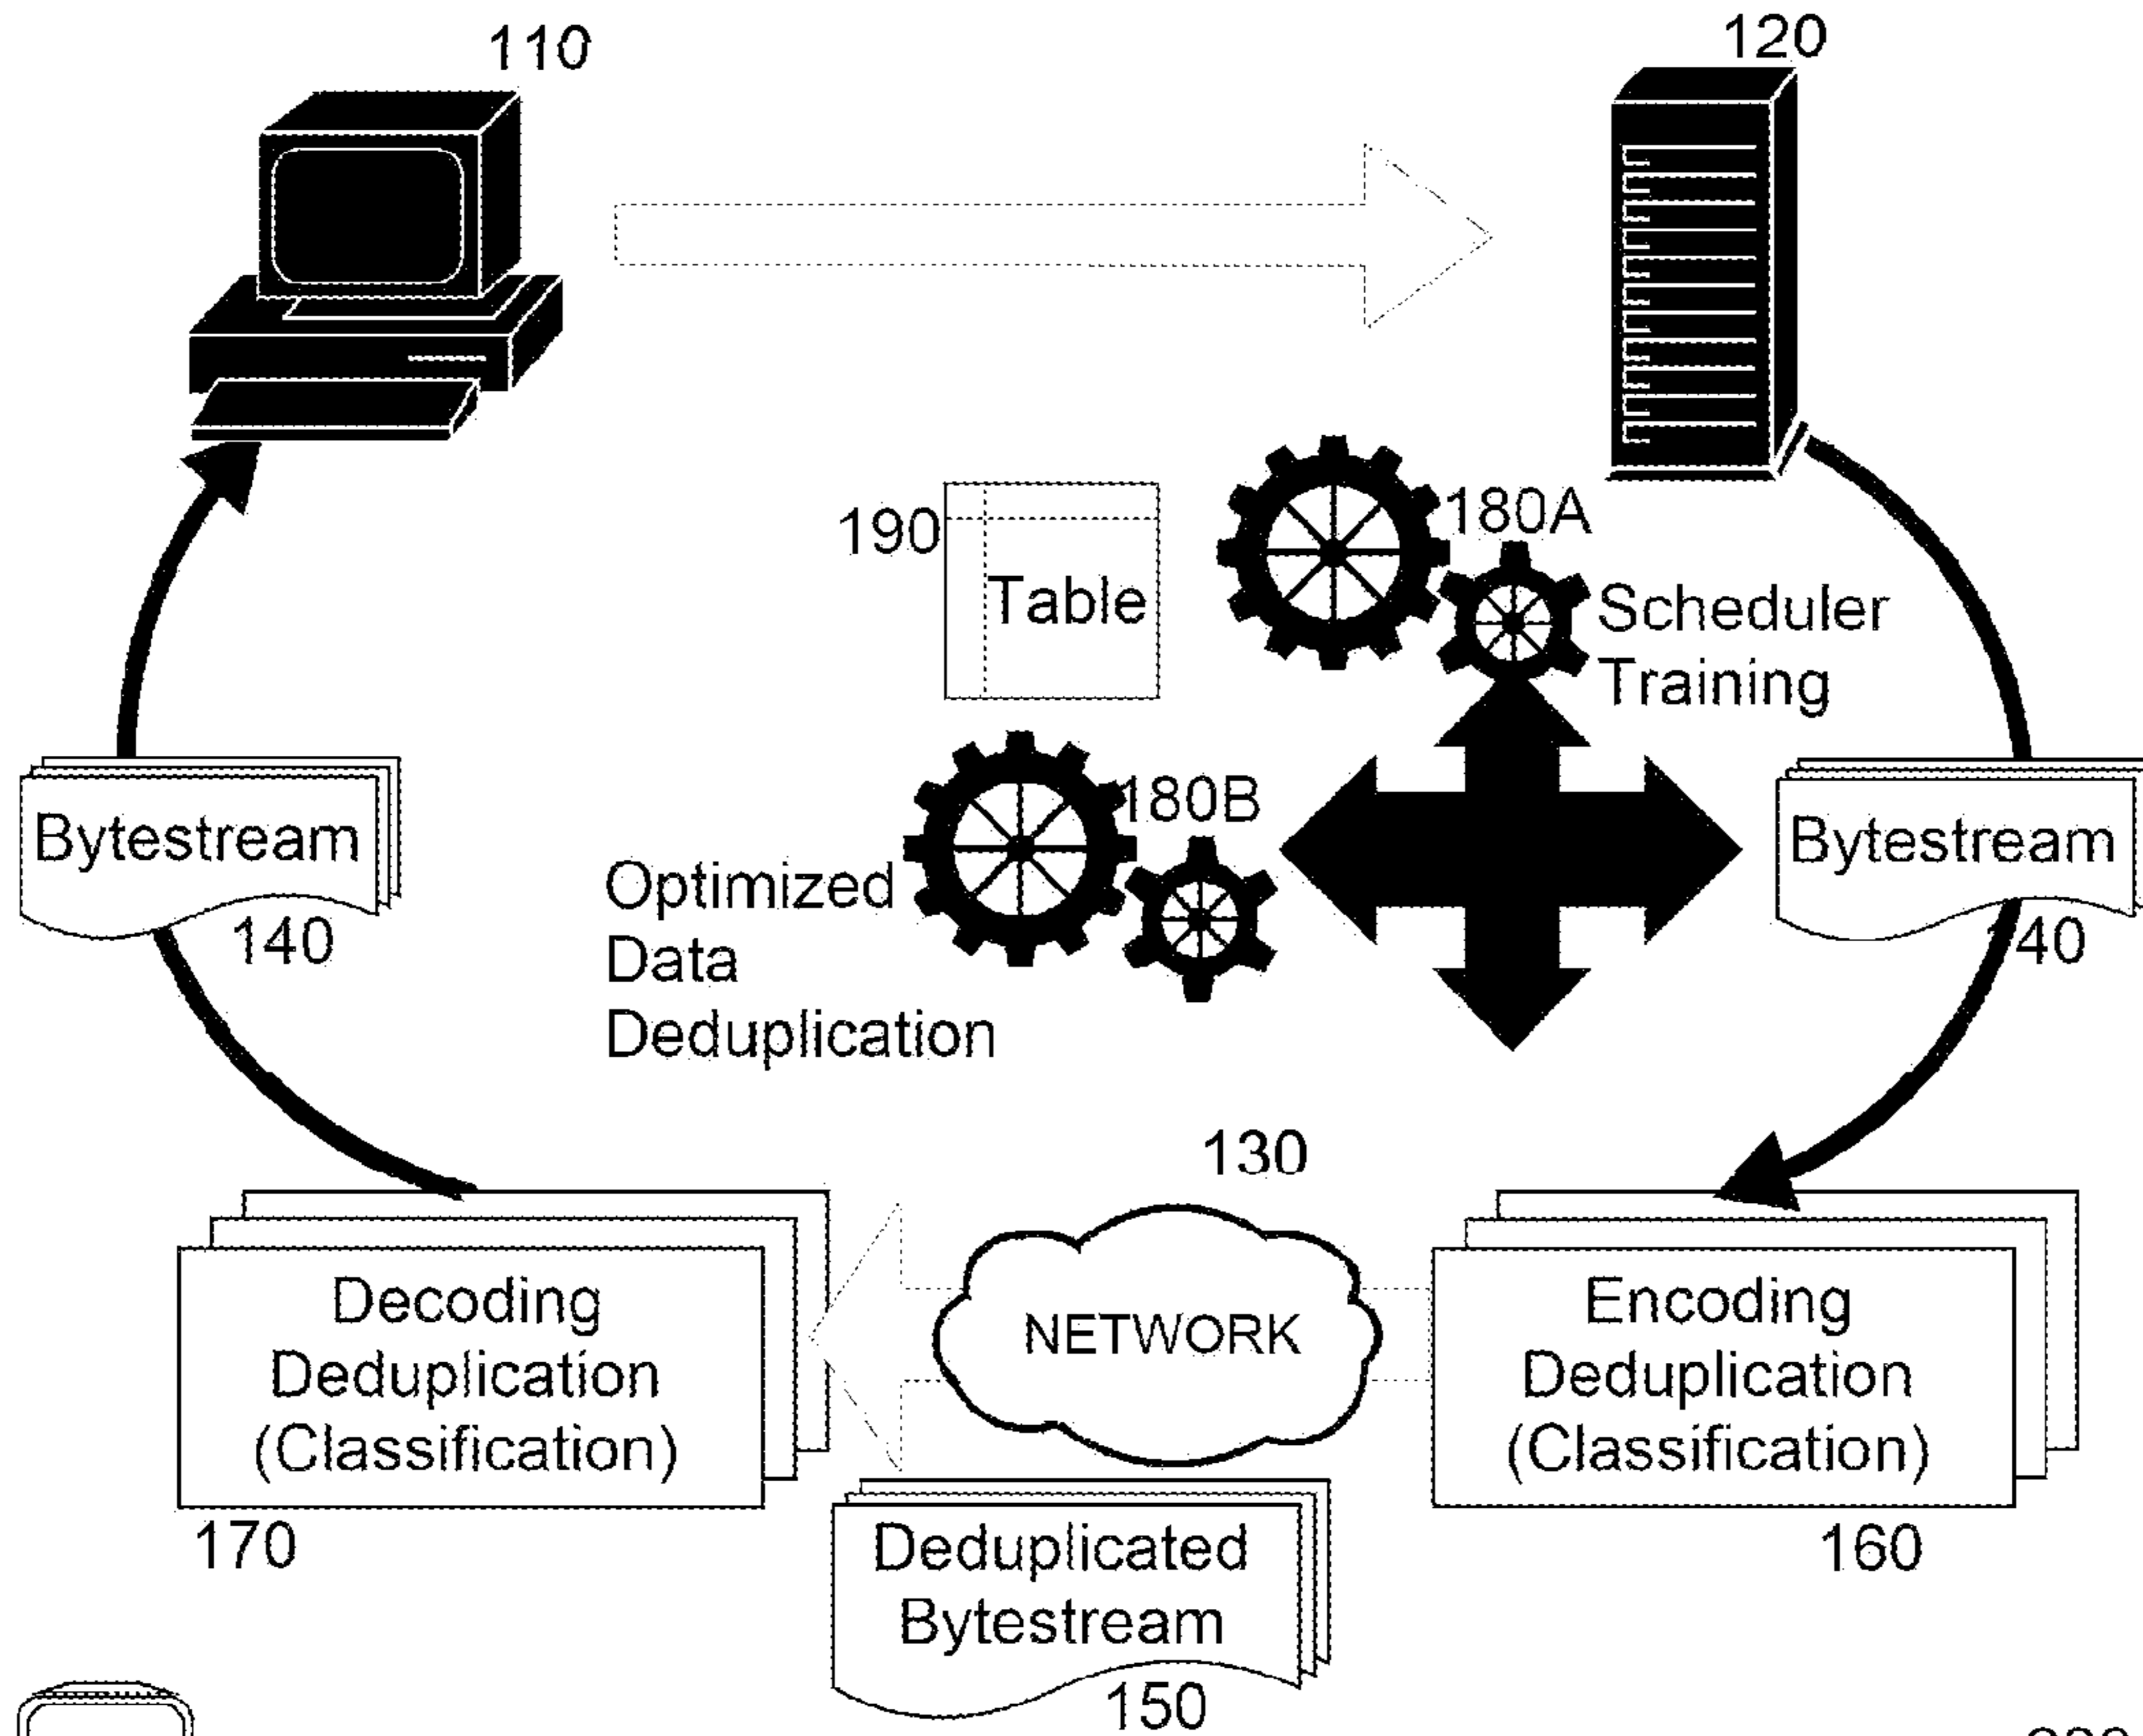 110
120
190
180A
Table
Scheduler
Training
180B
Bytestream
Bytestream
Optimized
Data
Deduplication
140
40
130
Decoding
Deduplication
(Classification)
NETWORK
Encoding
Deduplication
(Classification)
170
160
Deduplicated
Bytestream
150